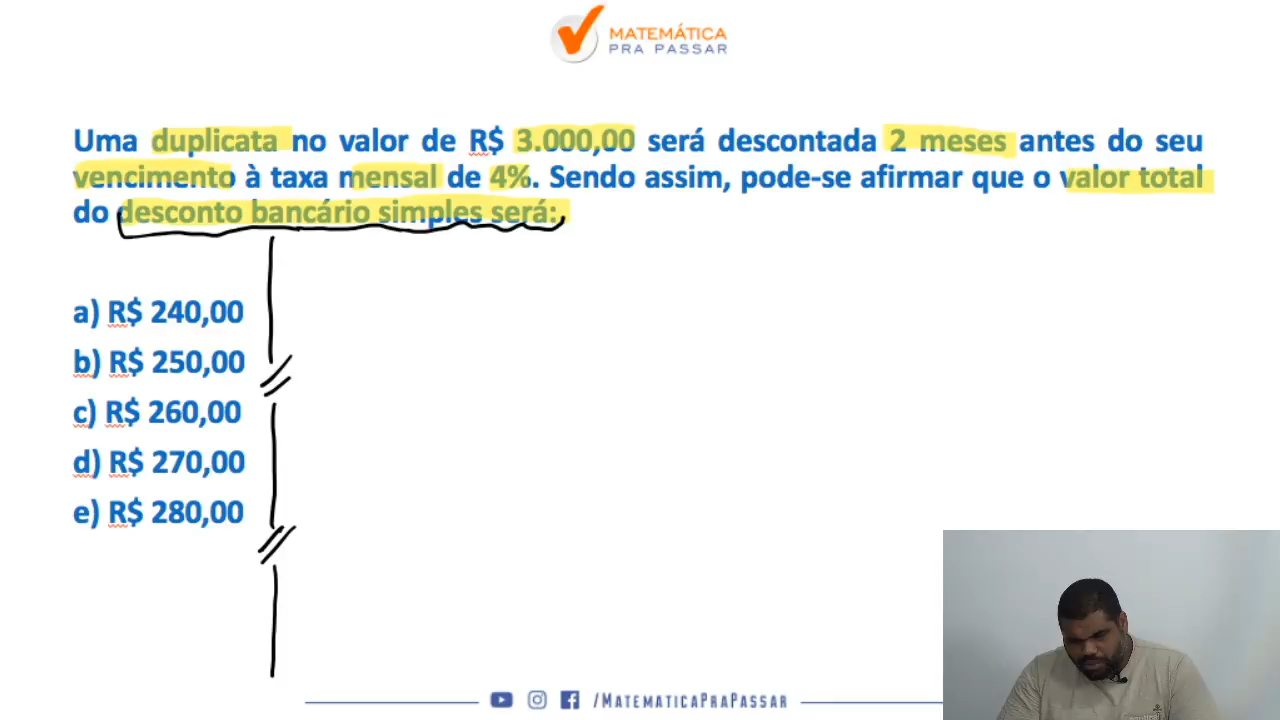 MATEMÁTICA
PRA PASSAR
Uma duplicata no valor de R$ 3.000,00 será descontada 2 meses antes do seu
vencimento à taxa mensal de 4%. Sendo assim, pode-se afirmar que o valor total
do desconto bancário simples será:
a) R$ 240,00
b) R$ 250,00
c) R$ 260,00
d) R$ 270,00
e) R$ 280,00
/MATEMATICAPRAPASSAR